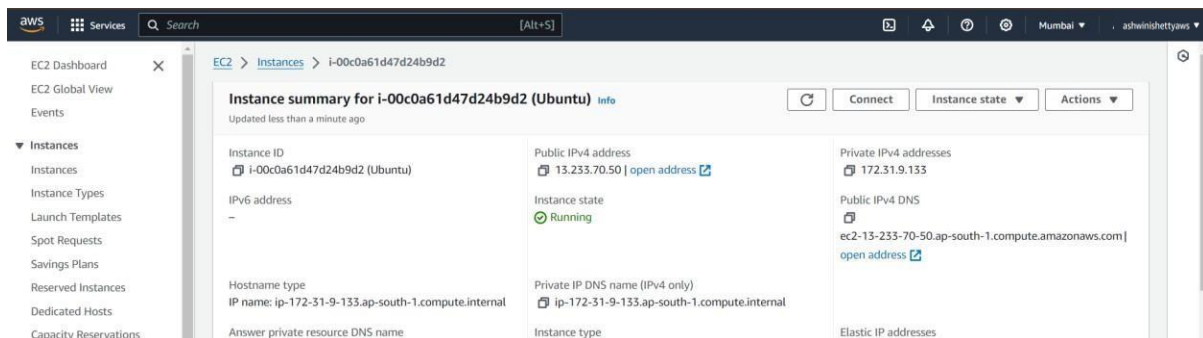 aws Services Search [Alt+S] Mumbai ▼ ashwinishettyaws ▼
EC2 Dashboard
EC2 Global View
Events
▼ Instances
Instances
Instance Types
Launch Templates
Spot Requests
Savings Plans
Reserved Instances
Dedicated Hosts
Capacity Reservations
EC2 > Instances > i-00c0a61d47d24b9d2
Instance summary for i-00c0a61d47d24b9d2 (Ubuntu) Info
Updated less than a minute ago
Connect Instance state ▼ Actions ▼
Instance ID
i-00c0a61d47d24b9d2 (Ubuntu)
Public IPv4 address
13.233.70.50 | open address
Private IPv4 addresses
172.31.9.133
IPv6 address
–
Instance state
Running
Public IPv4 DNS
ec2-13-233-70-50.ap-south-1.compute.amazonaws.com |
open address
Hostname type
IP name: ip-172-31-9-133.ap-south-1.compute.internal
Private IP DNS name (IPv4 only)
ip-172-31-9-133.ap-south-1.compute.internal
Answer private resource DNS name
Instance type
Elastic IP addresses